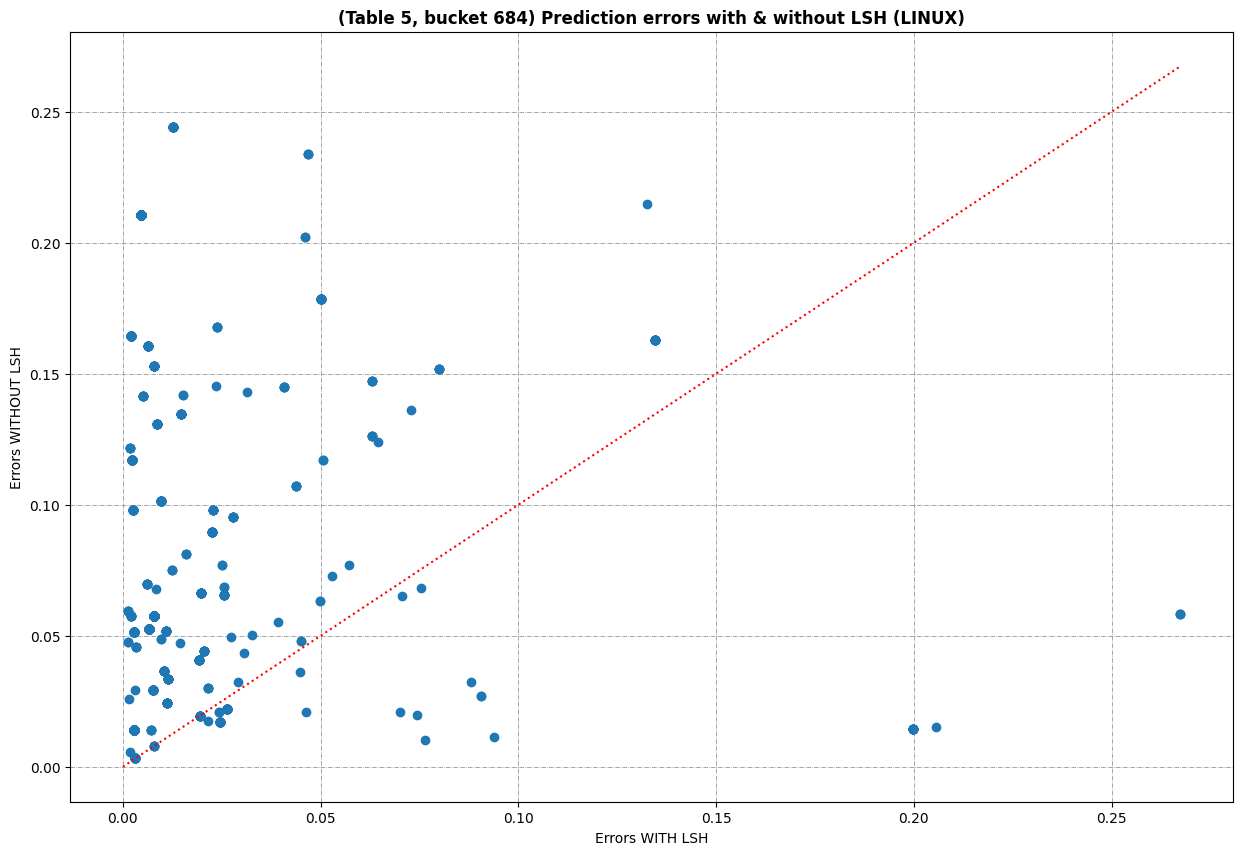 (Table 5, bucket 684) Prediction errors with & without LSH (LINUX)
Errors WITHOUT LSH
0.25
0.20
0.15
0.10
0.05
0.00
0.00 0.05 0.10 0.15 0.20 0.25
Errors WITH LSH